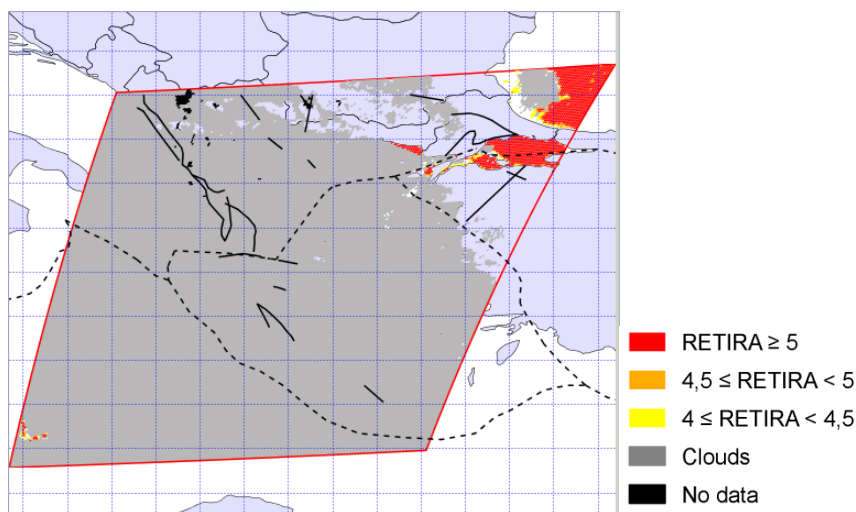 RETIRA ≥ 5
4,5 ≤ RETIRA < 5
4 ≤ RETIRA < 4,5
Clouds
No data